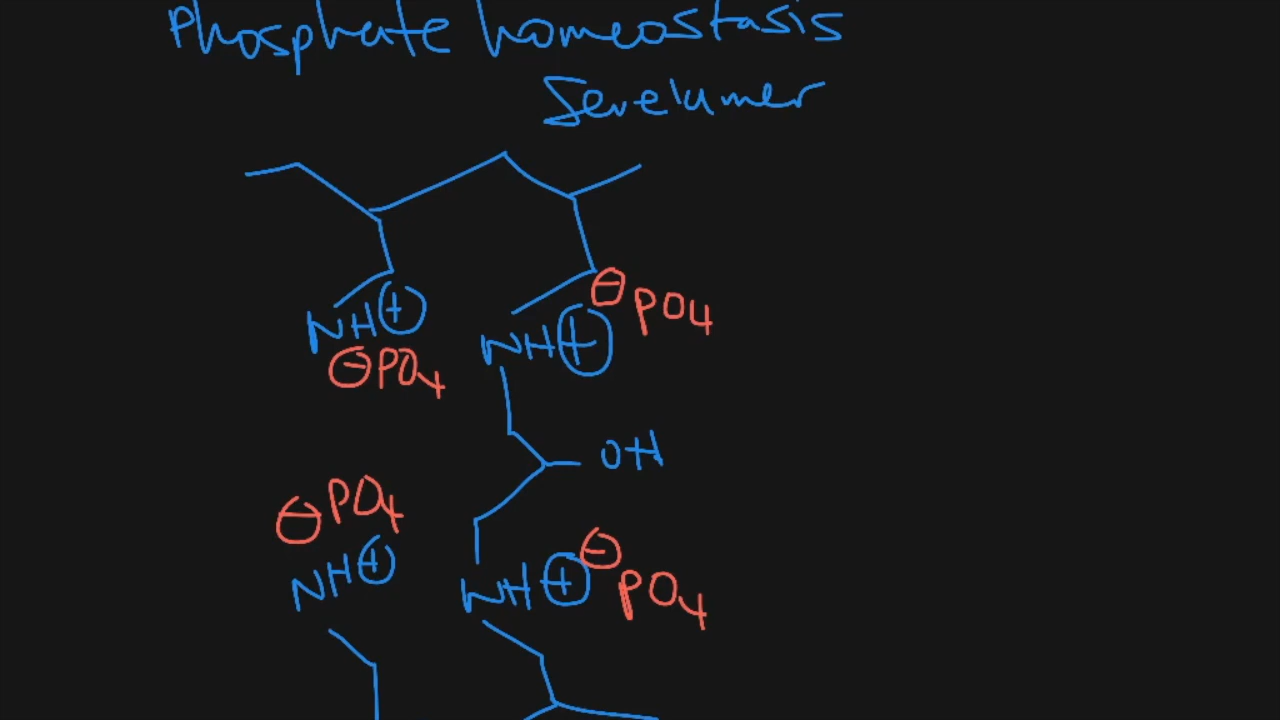 Phosphate homeostasis
Sevelamer
NH⊕
⊖PO4
NH⊕
⊖PO4
OH
⊖PO4
NH⊕
NH⊕
⊖PO4